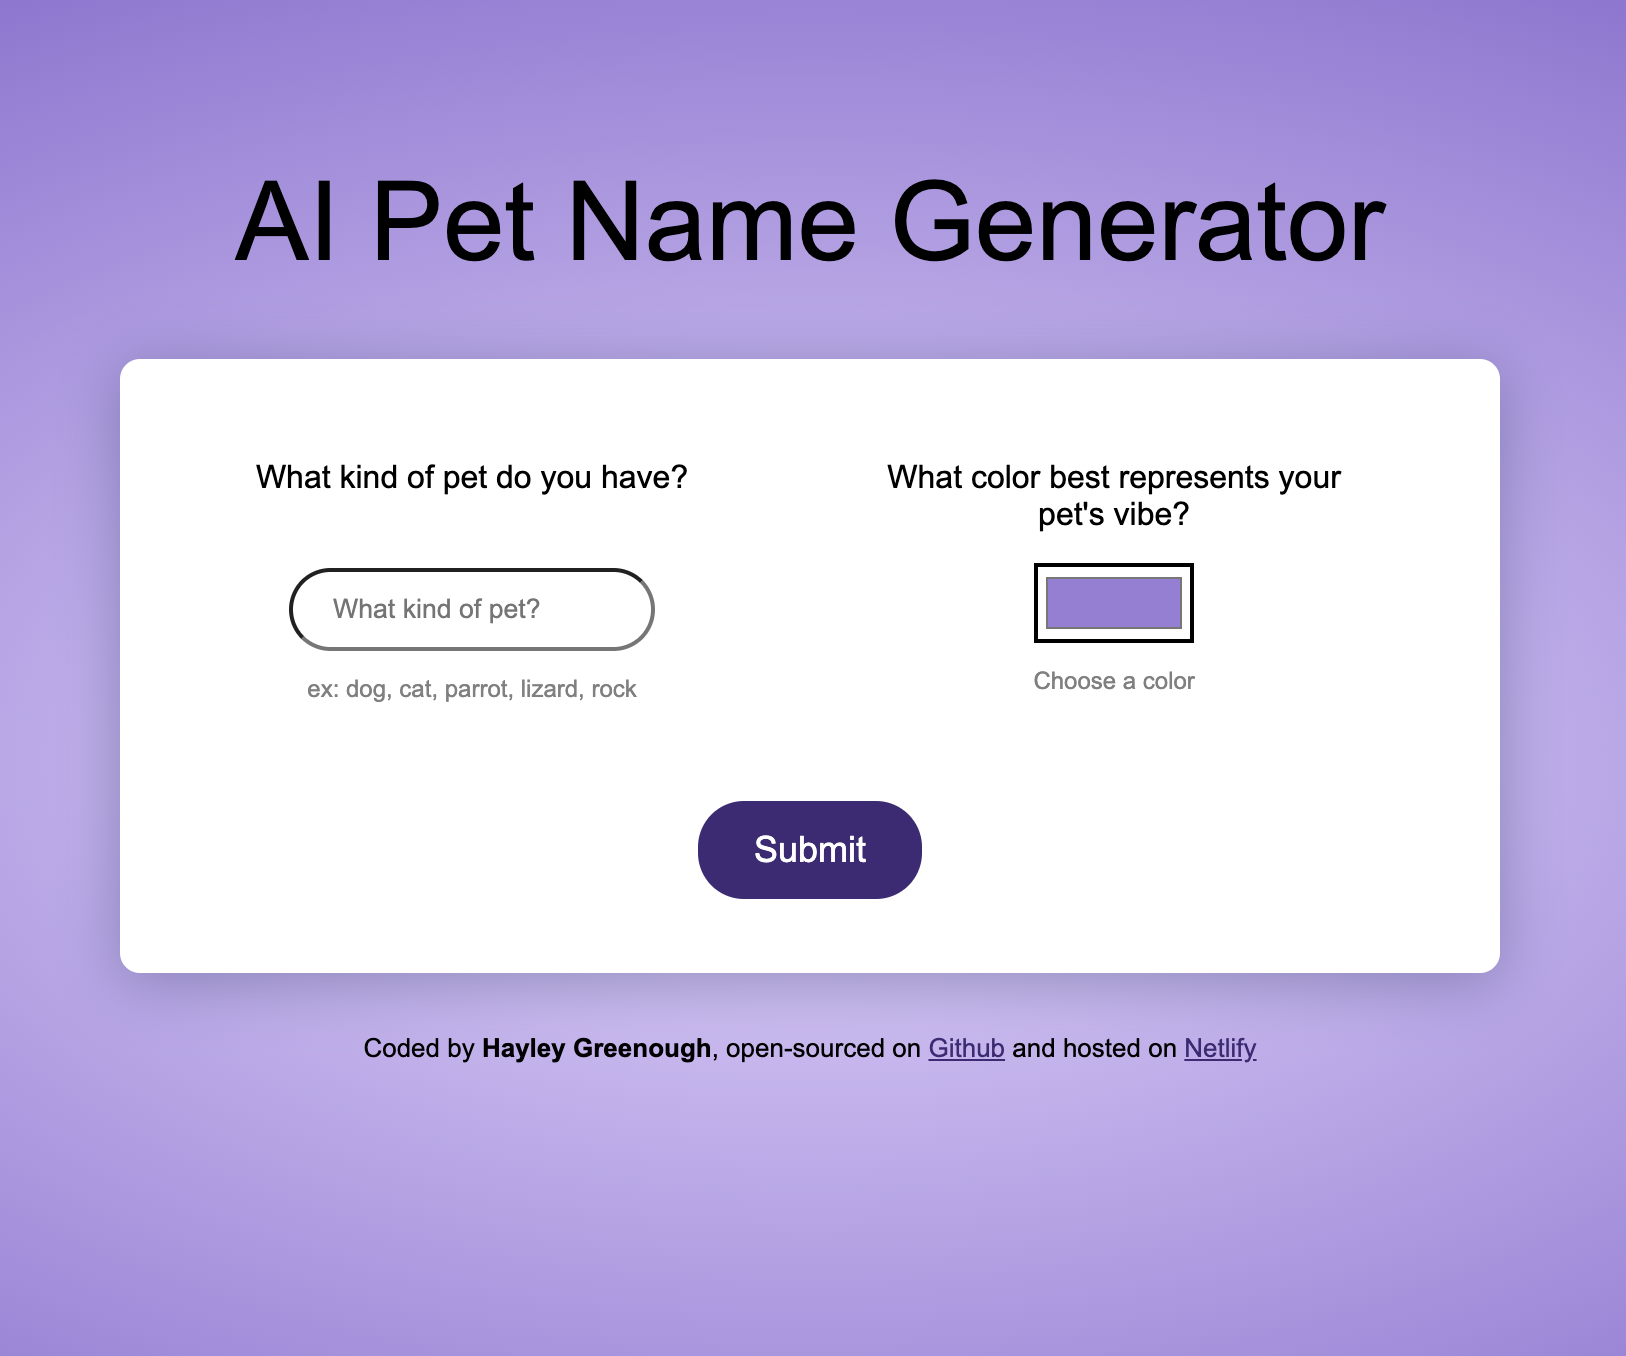 AI Pet Name Generator
What kind of pet do you have?
What color best represents your
pet's vibe?
What kind of pet?
ex: dog, cat, parrot, lizard, rock
Choose a color
Submit
Coded by Hayley Greenough, open-sourced on Github and hosted on Netlify